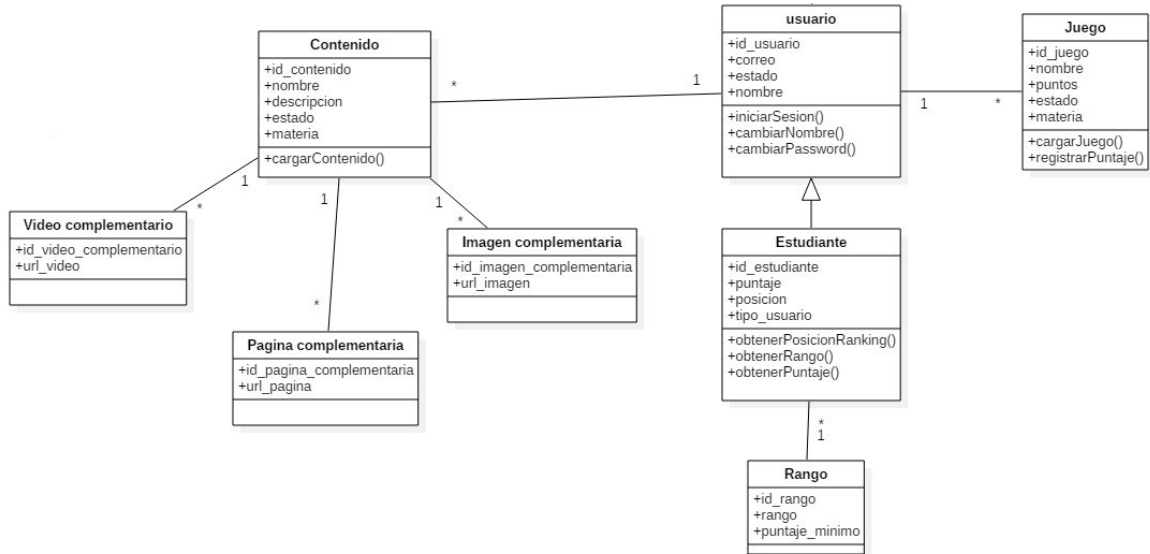 Contenido
+id_contenido
+nombre
+descripcion
+estado
+materia
+cargarContenido()
*
1
usuario
+id_usuario
+correo
+estado
+nombre
+iniciarSesion()
+cambiarNombre()
+cambiarPassword()
1
*
Juego
+id_juego
+nombre
+puntos
+estado
+materia
+cargarJuego()
+registrarPuntaje()
1
*
1
*
1
*
Video complementario
+id_video_complementario
+url_video
Pagina complementaria
+id_pagina_complementaria
+url_pagina
Imagen complementaria
+id_imagen_complementaria
+url_imagen
Estudiante
+id_estudiante
+puntaje
+posicion
+tipo_usuario
+obtenerPosicionRanking()
+obtenerRango()
+obtenerPuntaje()
*
1
Rango
+id_rango
+rango
+puntaje_minimo